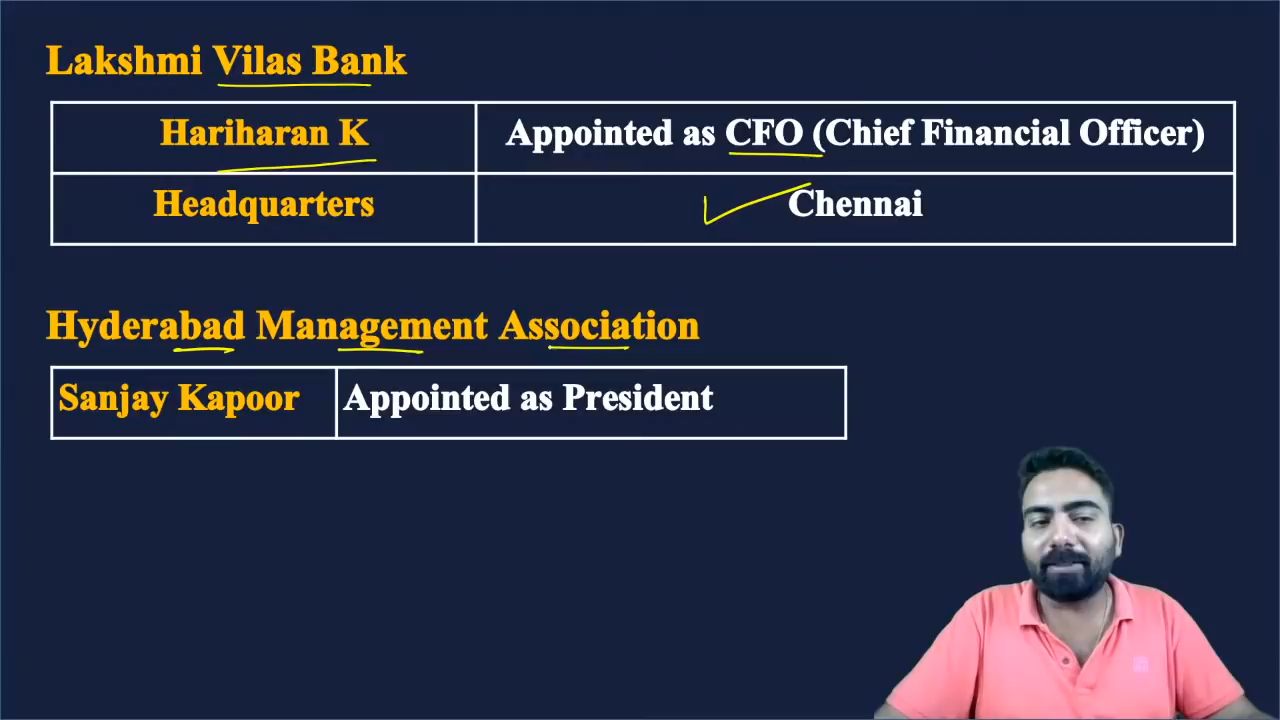 Lakshmi Vilas Bank
Hariharan K Appointed as CFO (Chief Financial Officer)
Headquarters Chennai
Hyderabad Management Association
Sanjay Kapoor Appointed as President